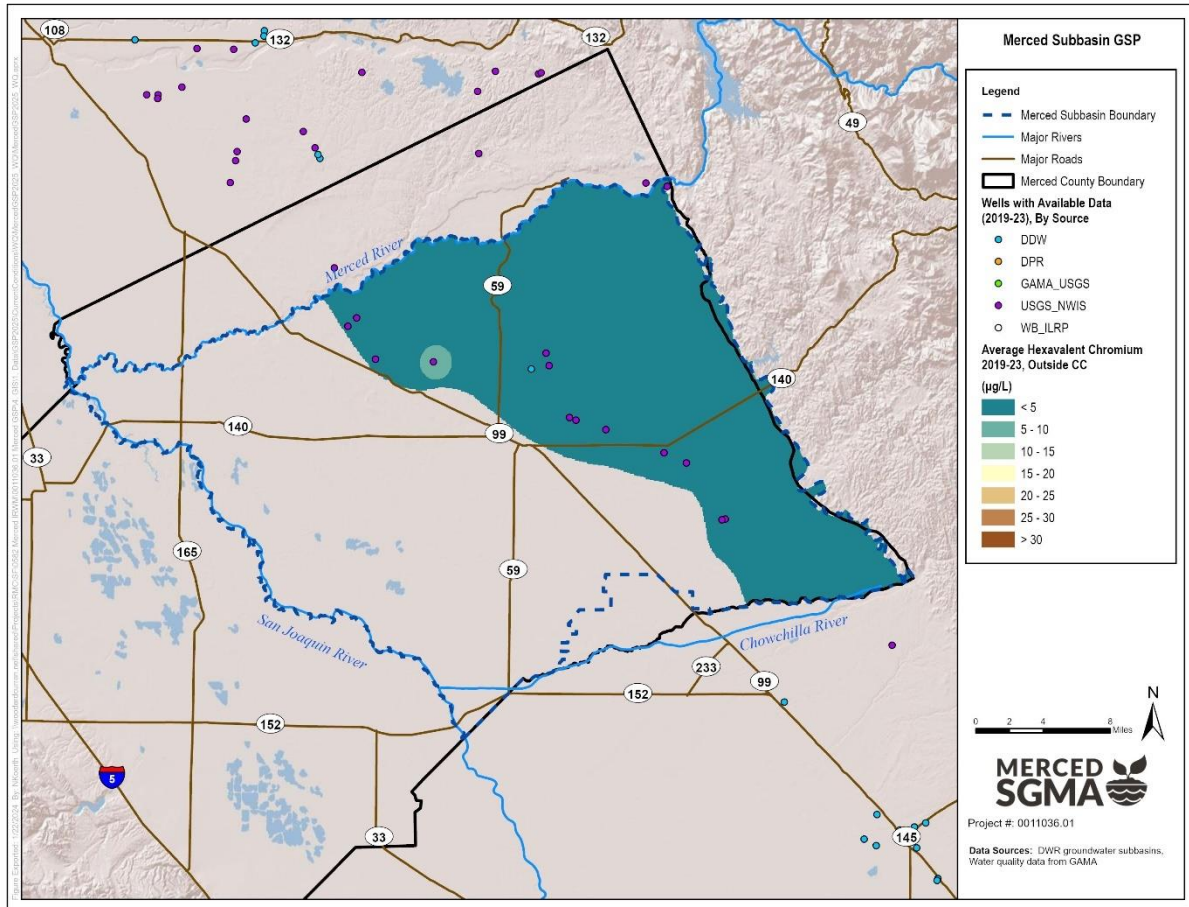 108
132
132
49
Merced River
59
140
140
99
33
165
59
San Joaquin River
Chowchilla River
233
99
152
152
5
33
145
Merced Subbasin GSP
Legend
Merced Subbasin Boundary
Major Rivers
Major Roads
Merced County Boundary
Wells with Available Data
(2019-23), By Source
DDW
DPR
GAMA_USGS
USGS_NWIS
WB_ILRP
Average Hexavalent Chromium
2019-23, Outside CC
(µg/L)
< 5
5 - 10
10 - 15
15 - 20
20 - 25
25 - 30
> 30
N
0 2 4 8
Miles
MERCED
SGMA
Project #: 0011036.01
Data Sources: DWR groundwater subbasins,
Water quality data from GAMA